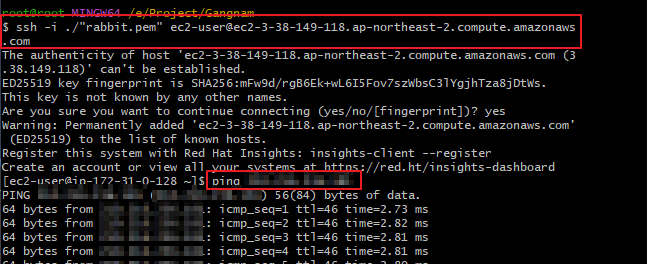 root@root MINGW64 /e/Project/Gangnam
$ ssh -i ./"rabbit.pem" ec2-user@ec2-3-38-149-118.ap-northeast-2.compute.amazonaws
.com
The authenticity of host 'ec2-3-38-149-118.ap-northeast-2.compute.amazonaws.com (3
.38.149.118)' can't be established.
ED25519 key fingerprint is SHA256:mFw9d/rgB6Ek+wL6I5Fov7szWbsC3lYgjhTza8jDtWs.
This key is not known by any other names.
Are you sure you want to continue connecting (yes/no/[fingerprint])? yes
Warning: Permanently added 'ec2-3-38-149-118.ap-northeast-2.compute.amazonaws.com'
(ED25519) to the list of known hosts.
Register this system with Red Hat Insights: insights-client --register
Create an account or view all your systems at https://red.ht/insights-dashboard
[ec2-user@ip-172-31-0-128 ~]$ ping
PING ( ) 56(84) bytes of data.
64 bytes from : icmp_seq=1 ttl=46 time=2.73 ms
64 bytes from : icmp_seq=2 ttl=46 time=2.82 ms
64 bytes from : icmp_seq=3 ttl=46 time=2.81 ms
64 bytes from : icmp_seq=4 ttl=46 time=2.81 ms